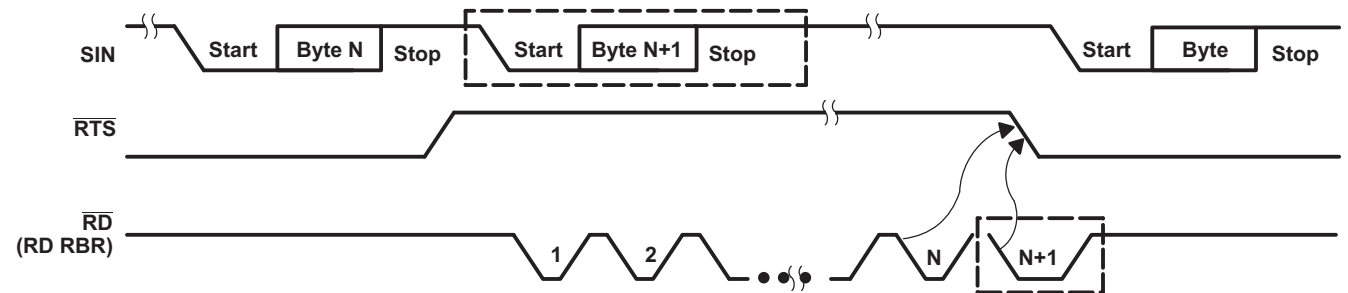 SIN
Start Byte N Stop Start Byte N+1 Stop Start Byte Stop
RTS
RD
(RD RBR)
1 2 N N+1